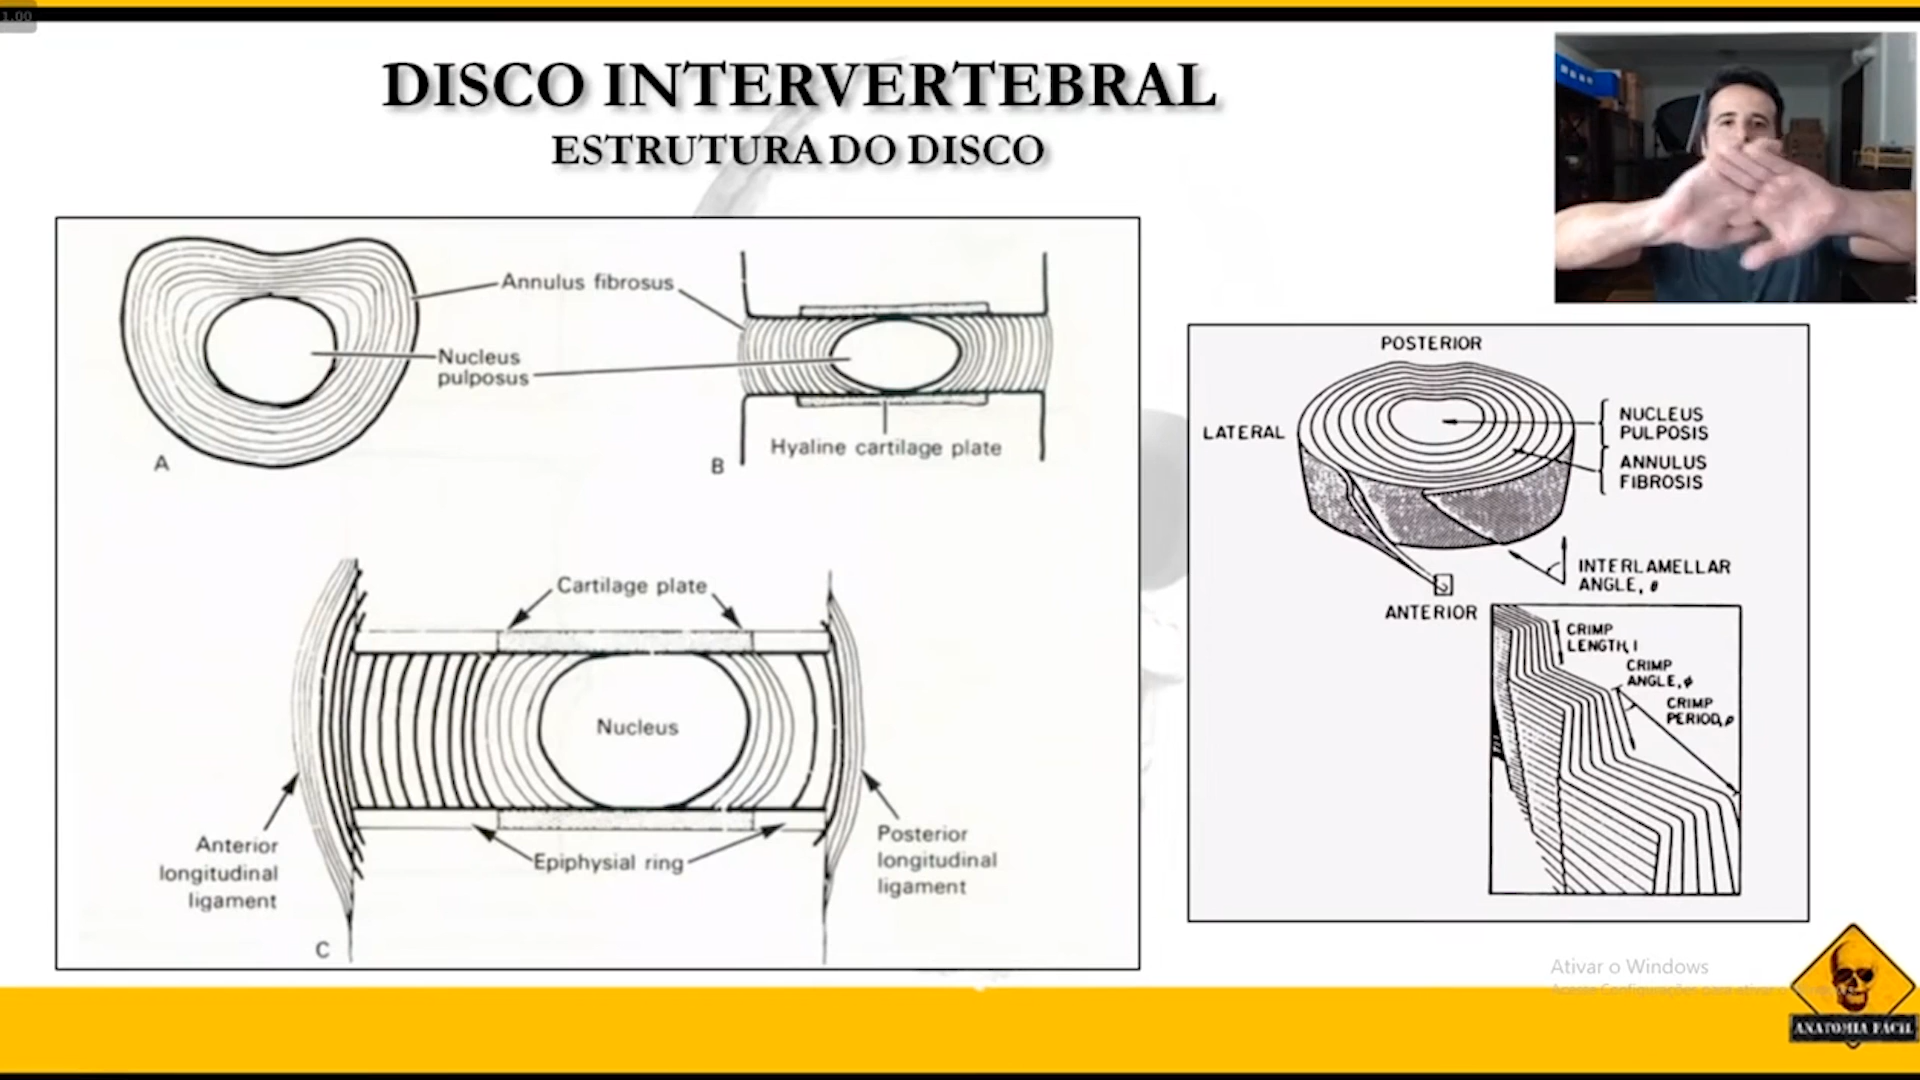 1.00
DISCO INTERVERTEBRAL
ESTRUTURA DO DISCO
Annulus fibrosus
Nucleus
pulposus
Hyaline cartilage plate
A
B
Cartilage plate
Nucleus
Anterior
longitudinal
ligament
Epiphysial ring
Posterior
longitudinal
ligament
C
POSTERIOR
LATERAL
NUCLEUS
PULPOSIS
ANNULUS
FIBROSIS
INTERLAMELLAR
ANGLE, θ
ANTERIOR
CRIMP
LENGTH, l
CRIMP
ANGLE, φ
CRIMP
PERIOD, ρ
Ativar o Windows
ANATOMIA FÁCIL